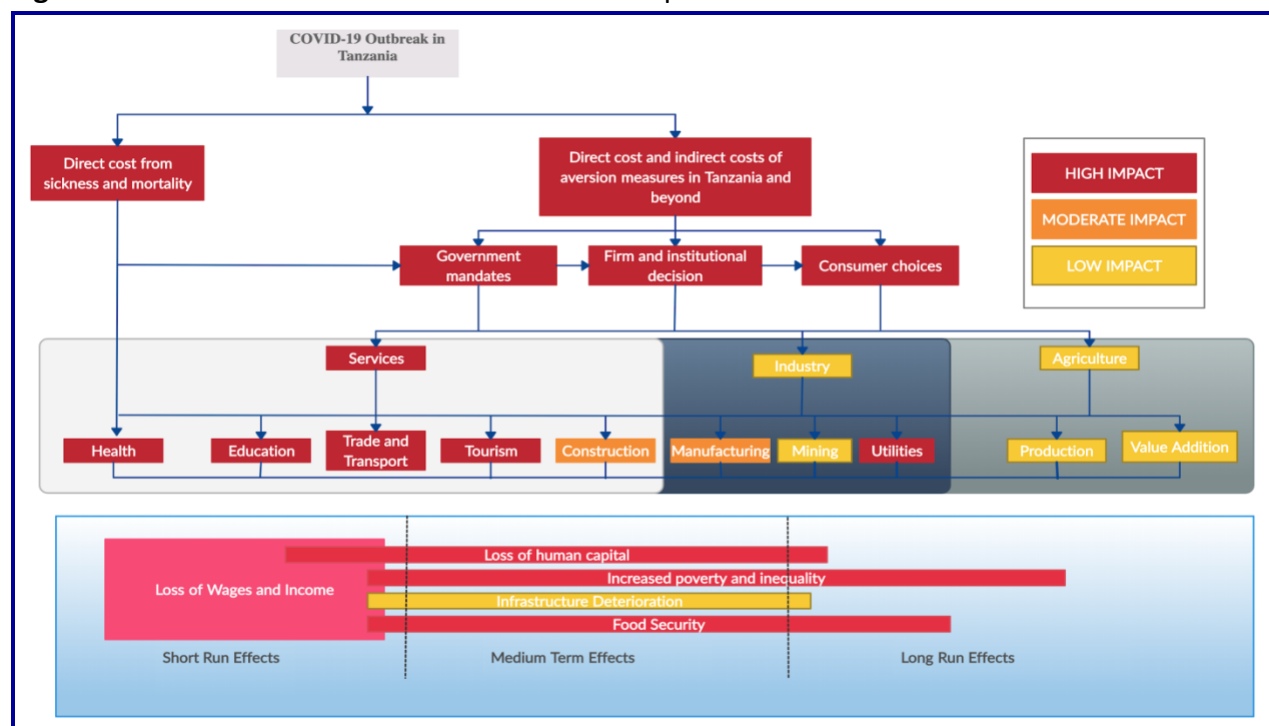 COVID-19 Outbreak in
Tanzania
Direct cost from
sickness and mortality
Direct cost and indirect costs of
aversion measures in Tanzania and
beyond
HIGH IMPACT
MODERATE IMPACT
LOW IMPACT
Government
mandates
Firm and institutional
decision
Consumer choices
Services
Industry
Agriculture
Health
Education
Trade and
Transport
Tourism
Construction
Manufacturing
Mining
Utilities
Production
Value Addition
Loss of Wages and Income
Loss of human capital
Increased poverty and inequality
Infrastructure Deterioration
Food Security
Short Run Effects
Medium Term Effects
Long Run Effects